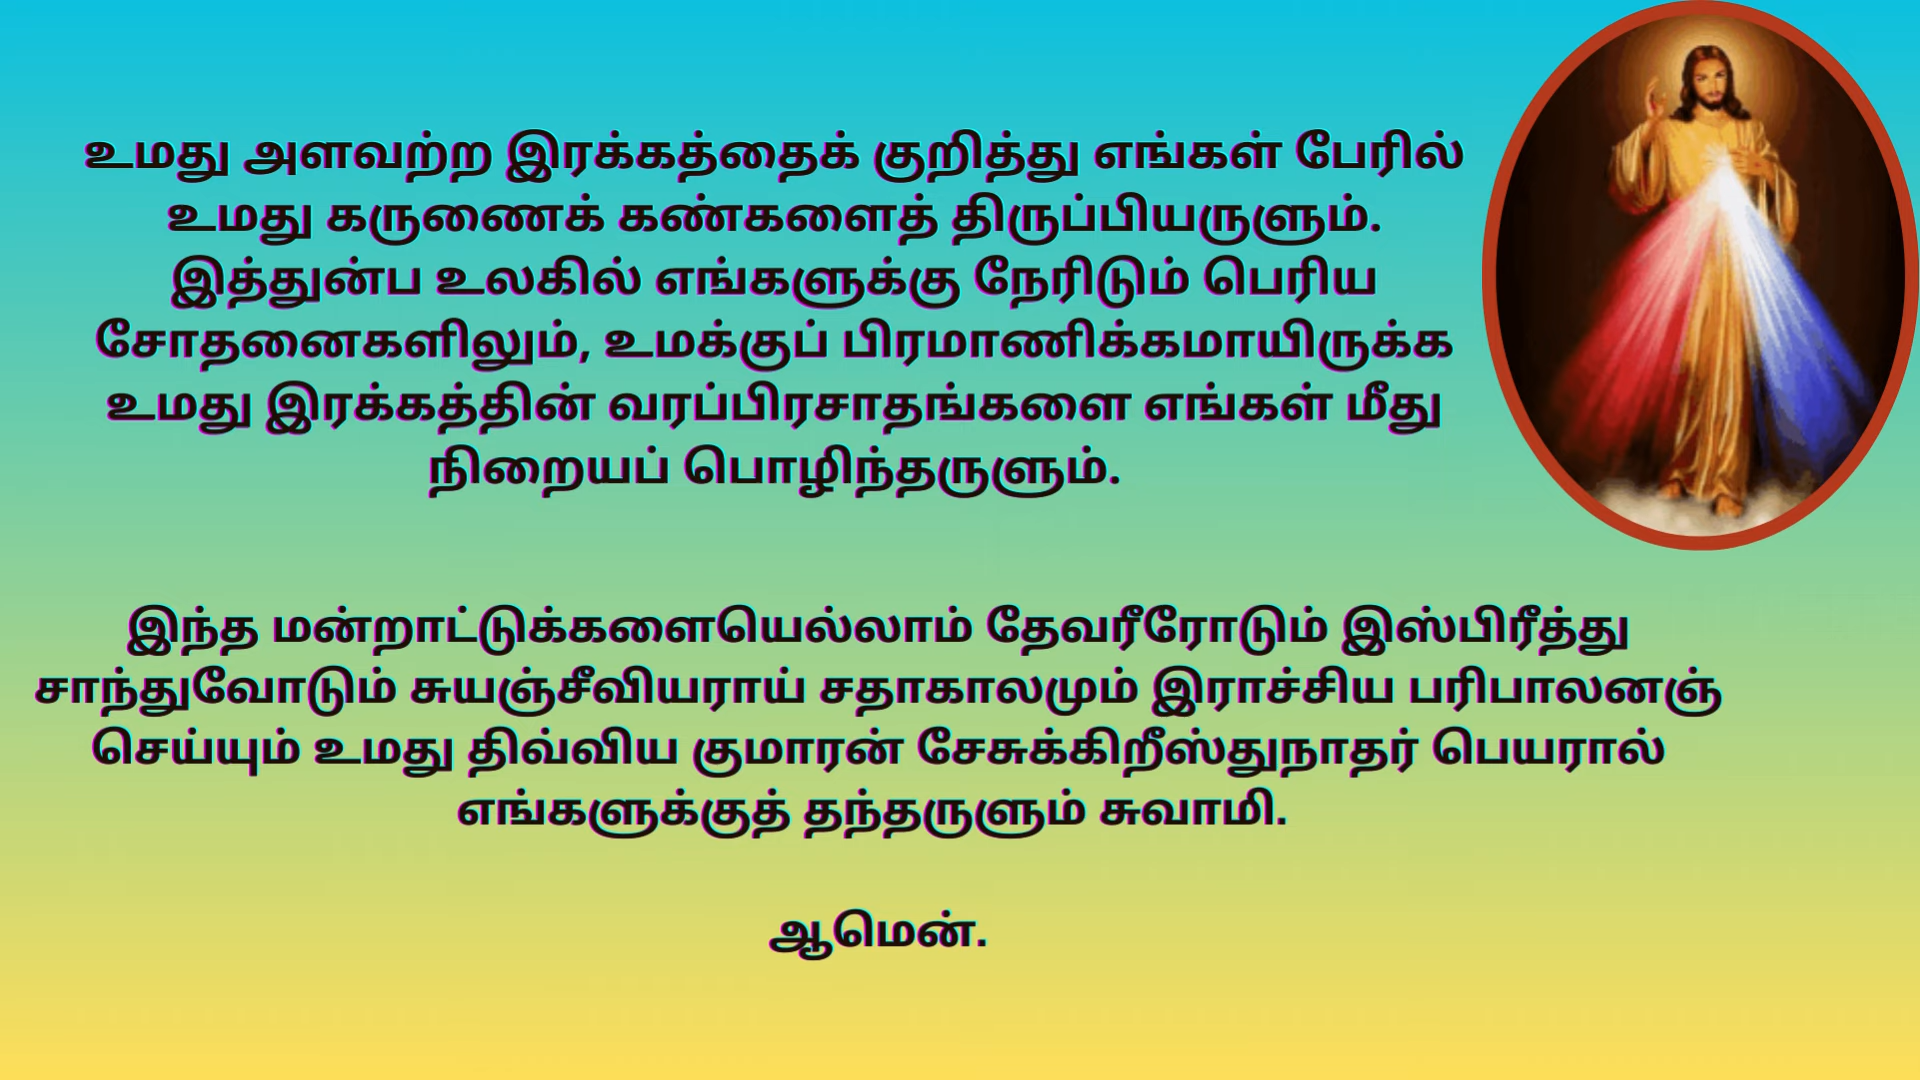 உமது அளவற்ற இரக்கத்தைக் குறித்து எங்கள் பேரில்
உமது கருணைக் கண்களைத் திருப்பியருளும்.
இத்துன்ப உலகில் எங்களுக்கு நேரிடும் பெரிய
சோதனைகளிலும், உமக்குப் பிரமாணிக்கமாயிருக்க
உமது இரக்கத்தின் வரப்பிரசாதங்களை எங்கள் மீது
நிறையப் பொழிந்தருளும்.
இந்த மன்றாட்டுக்களையெல்லாம் தேவரீரோடும் இஸ்பிரீத்து
சாந்துவோடும் சுயஞ்சீவியராய் சதாகாலமும் இராச்சிய பரிபாலனஞ்
செய்யும் உமது திவ்விய குமாரன் சேசுக்கிறீஸ்துநாதர் பெயரால்
எங்களுக்குத் தந்தருளும் சுவாமி.
ஆமென்.